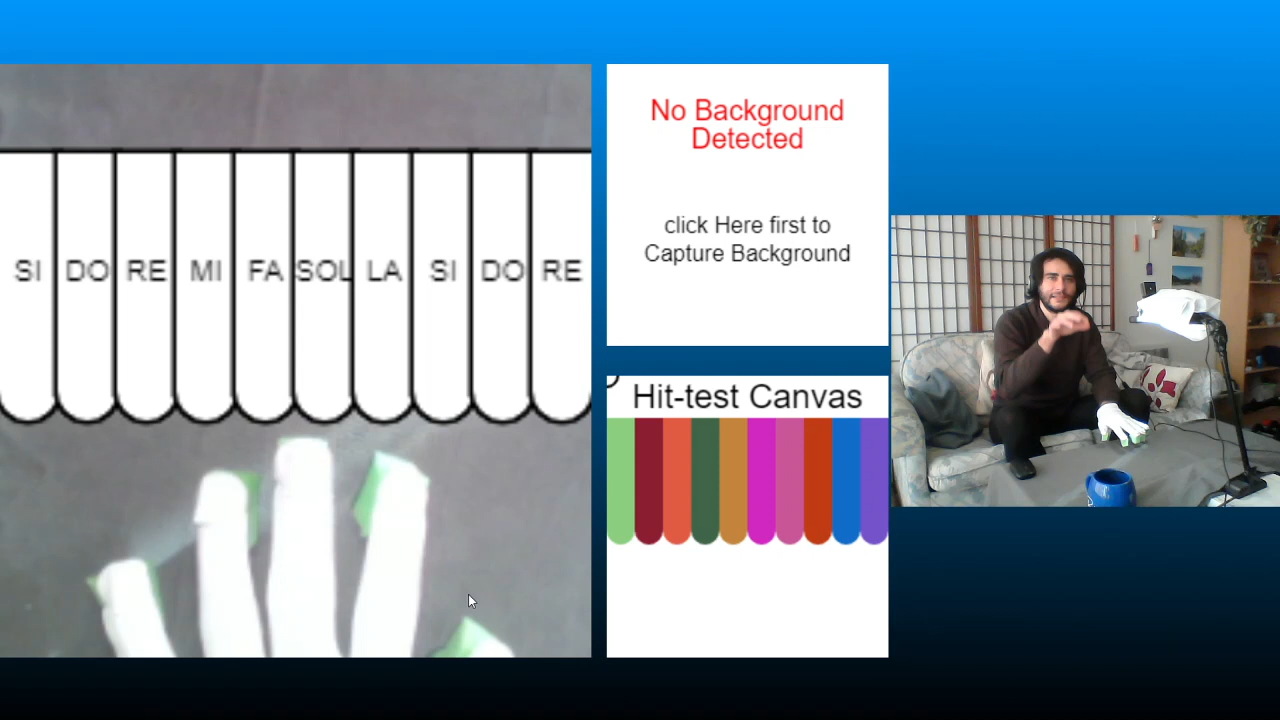 SI DO RE MI FA SOL LA SI DO RE
No Background
Detected
click Here first to
Capture Background
Hit-test Canvas